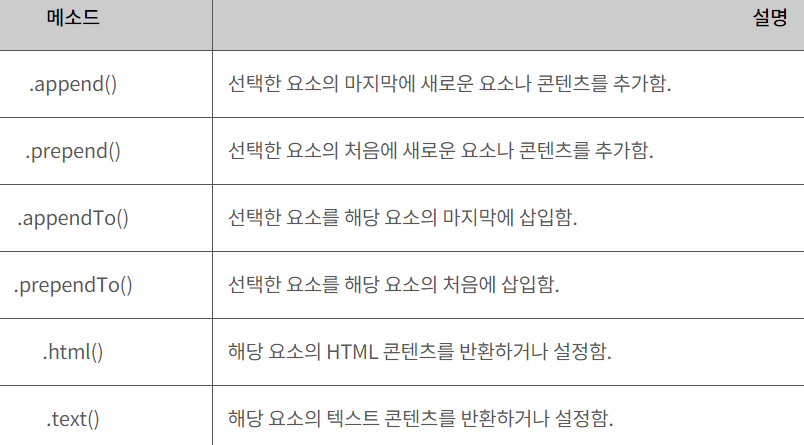 메소드 설명
.append() 선택한 요소의 마지막에 새로운 요소나 콘텐츠를 추가함.
.prepend() 선택한 요소의 처음에 새로운 요소나 콘텐츠를 추가함.
.appendTo() 선택한 요소를 해당 요소의 마지막에 삽입함.
.prependTo() 선택한 요소를 해당 요소의 처음에 삽입함.
.html() 해당 요소의 HTML 콘텐츠를 반환하거나 설정함.
.text() 해당 요소의 텍스트 콘텐츠를 반환하거나 설정함.